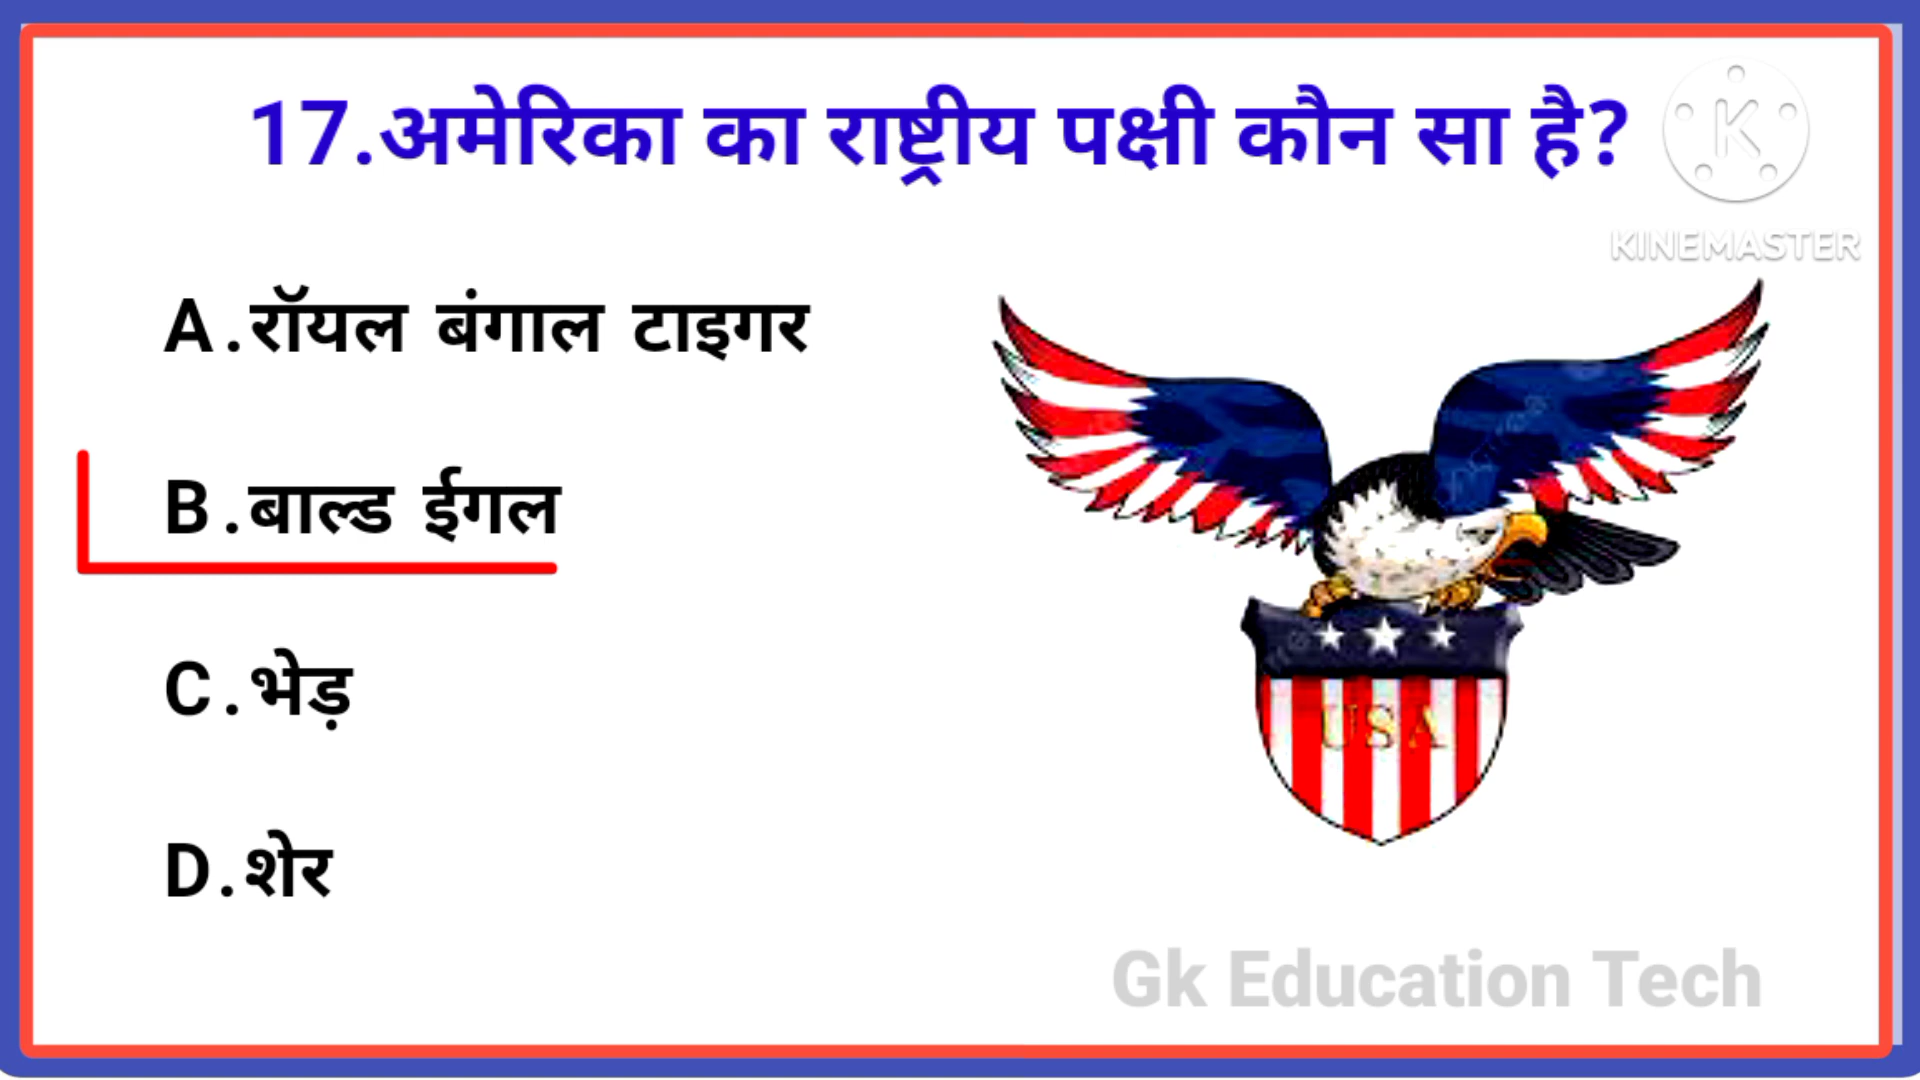 17.अमेरिका का राष्ट्रीय पक्षी कौन सा है?
K
KINEMASTER
A.रॉयल बंगाल टाइगर
B.बाल्ड ईगल
C.भेड़
D.शेर
USA
Gk Education Tech